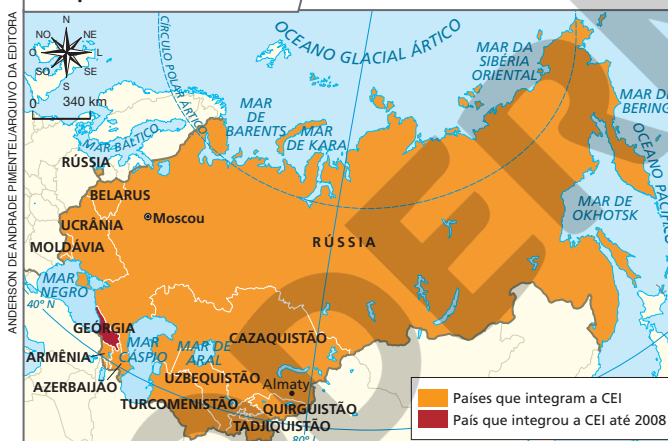 ANDERSON DE ANDRADE PIMENTEL/ARQUIVO DA EDITORA
N
NO
NE
O
L
SO
SE
S
0 340 km
CÍRCULO POLAR ÁRTICO
OCEANO GLACIAL ÁRTICO
MAR DA
SIBÉRIA
ORIENTAL
MAR DE
BERING
OCEANO PACÍFICO
MAR
DE
BARENTS
MAR
DE KARA
MAR BÁLTICO
RÚSSIA
BELARUS
Moscou
UCRÂNIA
MOLDÁVIA
RÚSSIA
MAR DE
OKHOTSK
MAR
NEGRO
40º N
GEÓRGIA
ARMÊNIA
MAR
CÁSPIO
MAR DE
ARAL
CAZAQUISTÃO
AZERBAIJÃO
UZBEQUISTÃO
Almaty
TURCOMENISTÃO
QUIRGUISTÃO
TADJIQUISTÃO
80º L
Países que integram a CEI
País que integrou a CEI até 2008